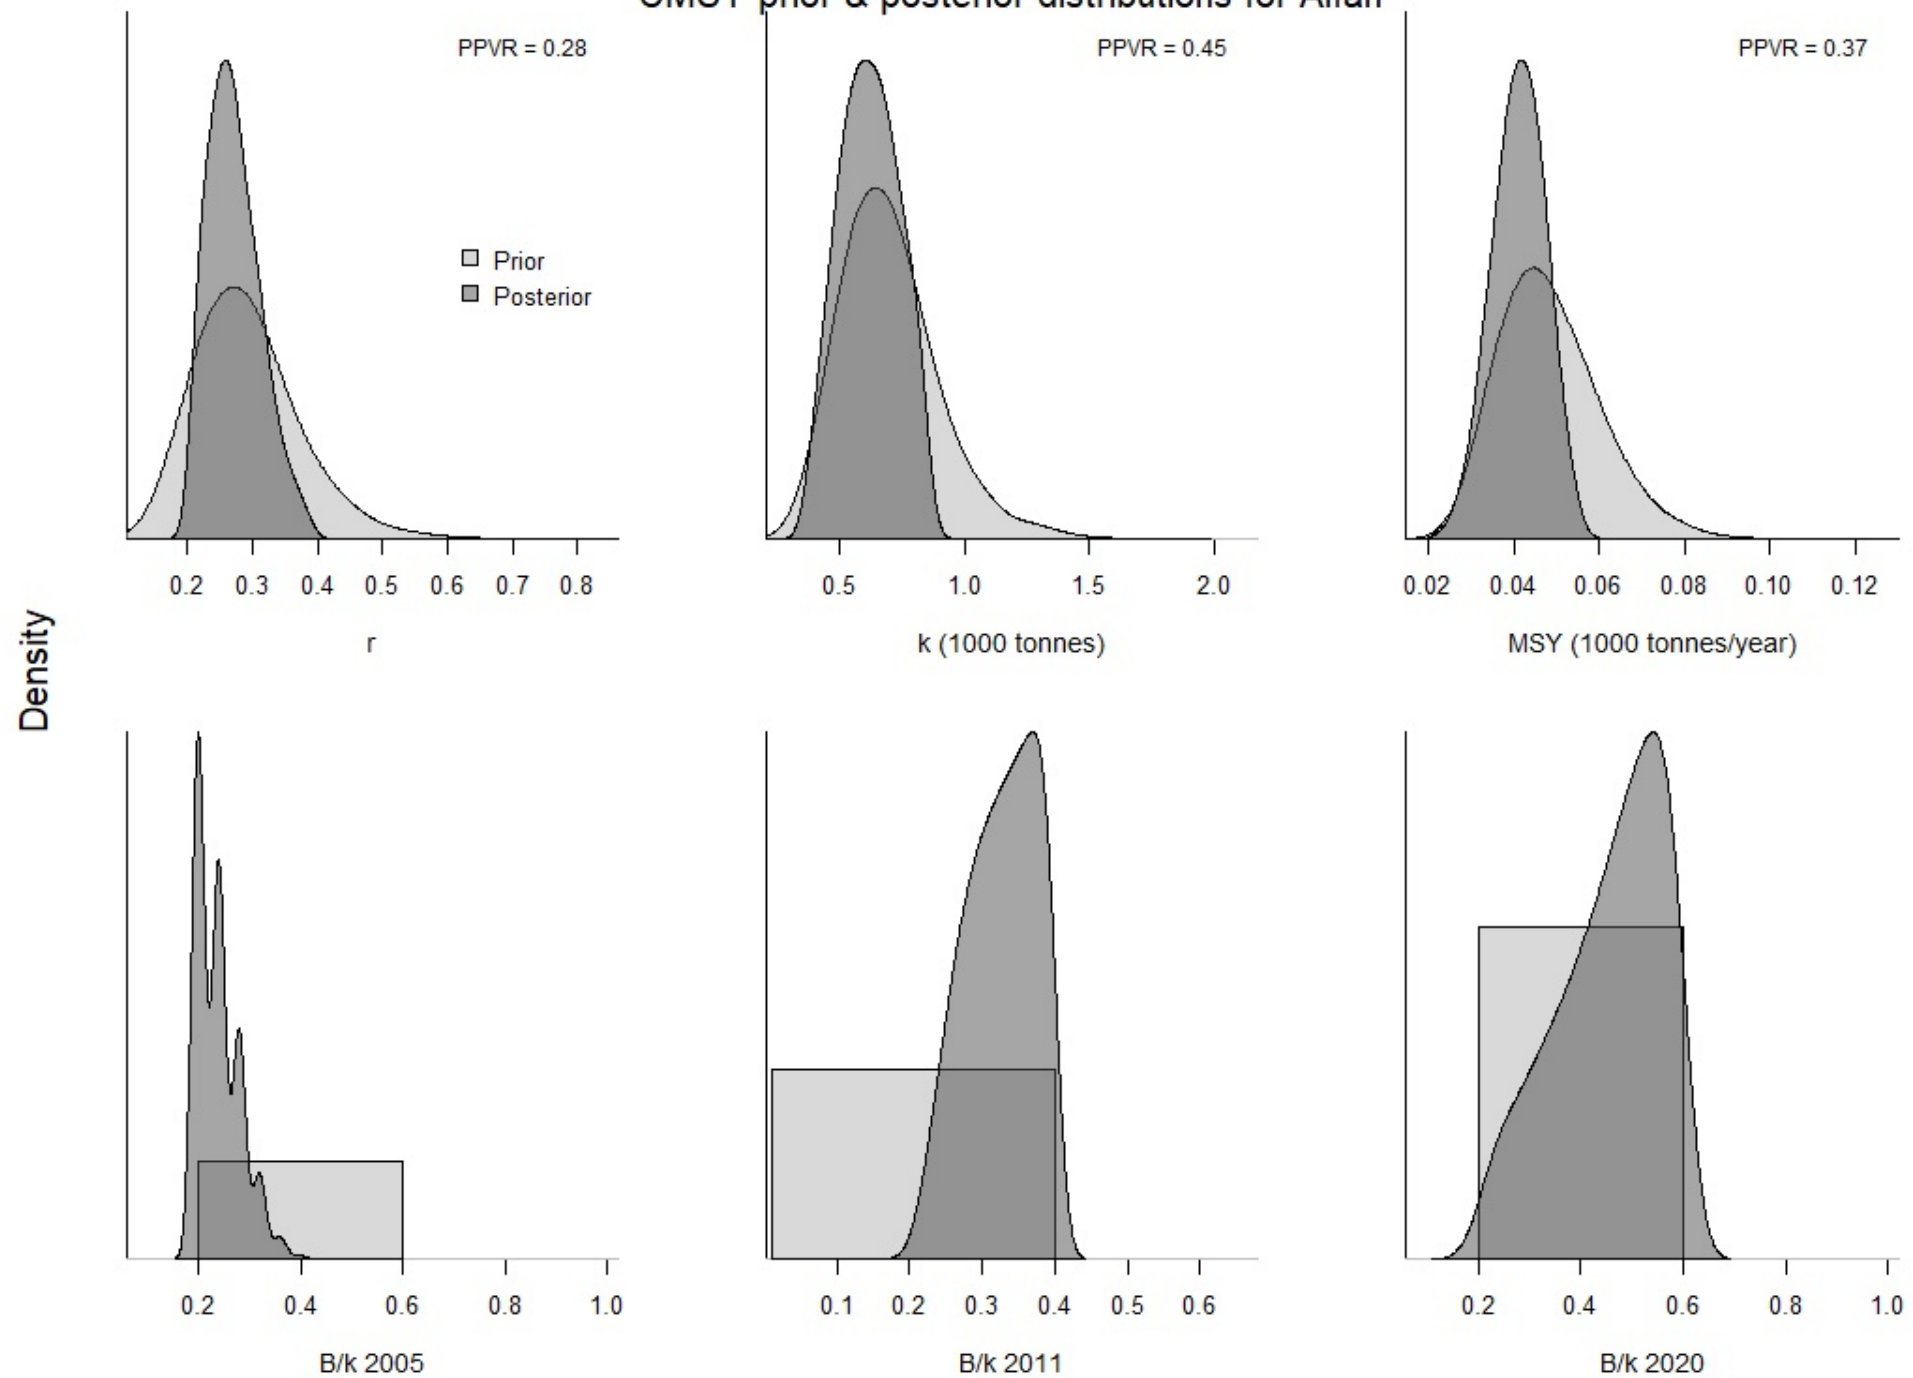 prior & posterior distributions for
PPVR = 0.28
PPVR = 0.45
PPVR = 0.37
Prior
Posterior
0.2 0.3 0.4 0.5 0.6 0.7 0.8
0.5 1.0 1.5 2.0
0.02 0.04 0.06 0.08 0.10 0.12
r
k (1000 tonnes)
MSY (1000 tonnes/year)
Density
0.2 0.4 0.6 0.8 1.0
0.1 0.2 0.3 0.4 0.5 0.6
0.2 0.4 0.6 0.8 1.0
B/k 2005
B/k 2011
B/k 2020